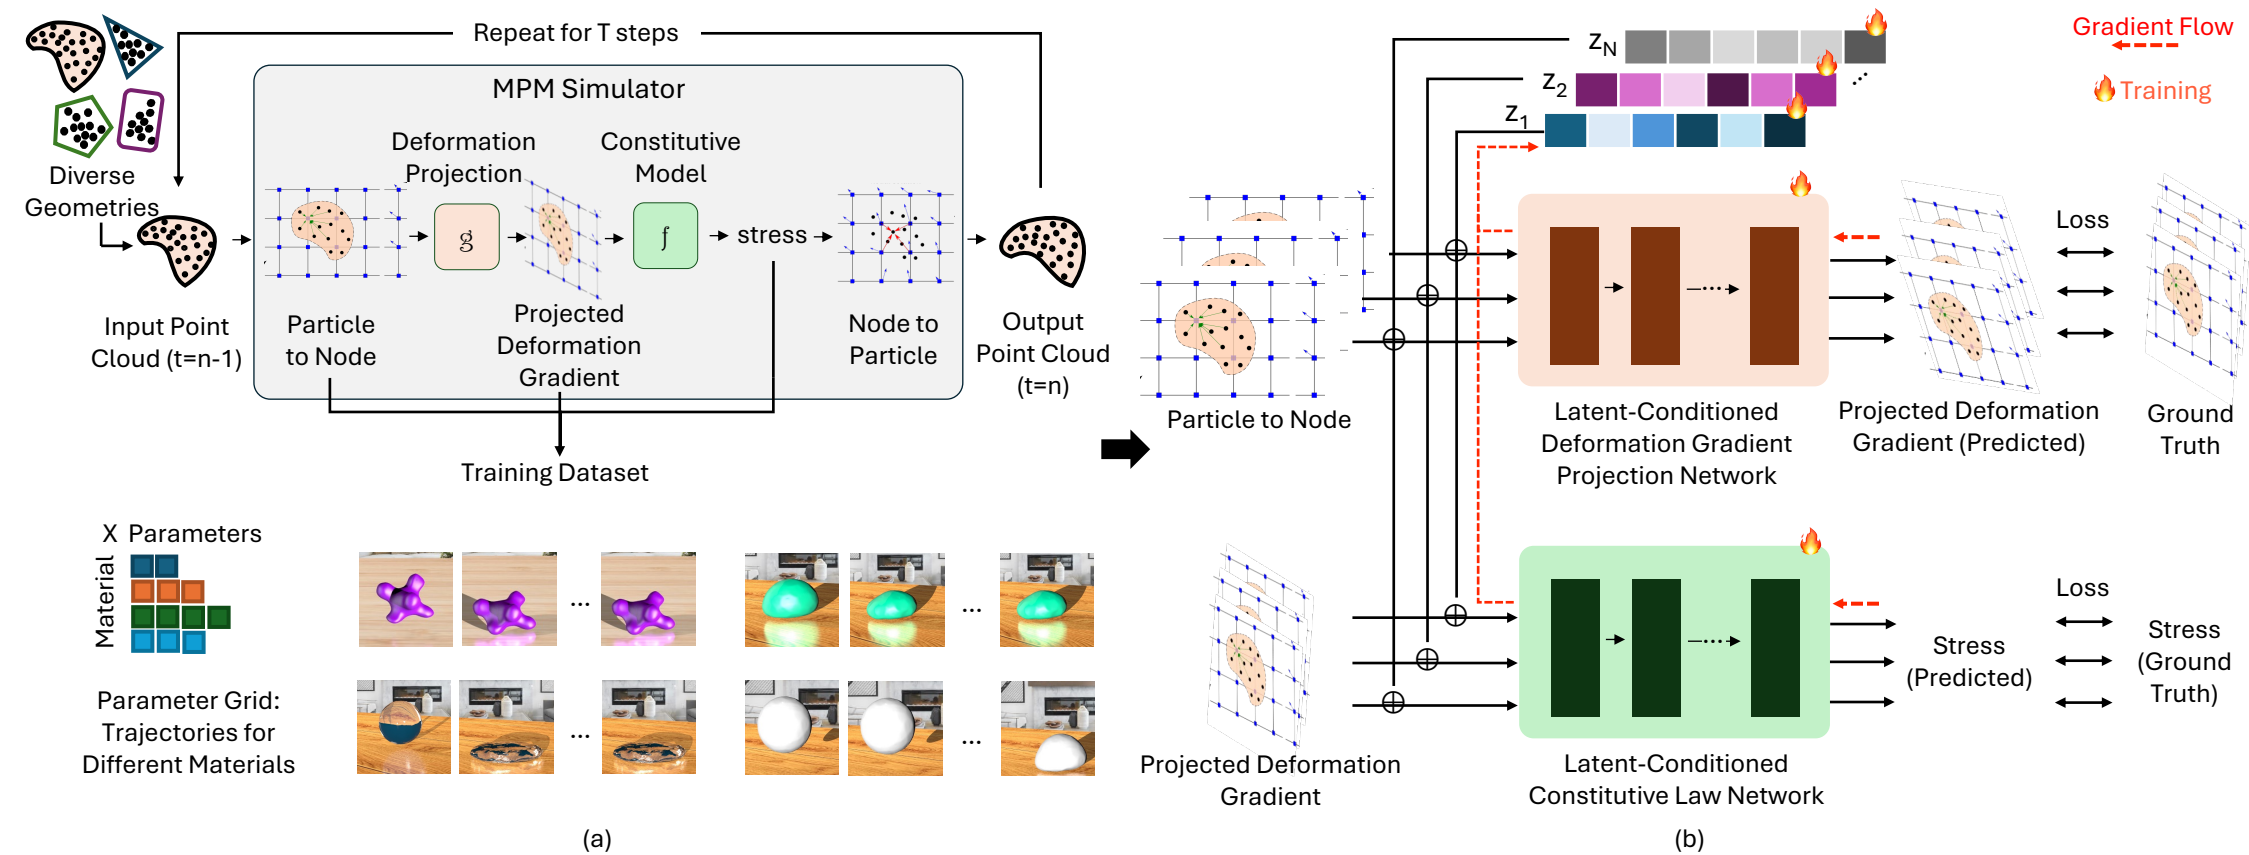 Repeat for T steps
MPM Simulator
Diverse
Geometries
Deformation
Projection
Constitutive
Model
g
f
stress
Input Point
Cloud (t=n-1)
Particle
to Node
Projected
Deformation
Gradient
Node to
Particle
Output
Point Cloud
(t=n)
Training Dataset
X Parameters
Material
...
...
Parameter Grid:
Trajectories for
Different Materials
...
...
(a)
zN
z2
z1
...
Gradient Flow
Training
Particle to Node
Latent-Conditioned
Deformation Gradient
Projection Network
Projected Deformation
Gradient (Predicted)
Loss
Ground
Truth
Projected Deformation
Gradient
Latent-Conditioned
Constitutive Law Network
Stress
(Predicted)
Loss
Stress
(Ground
Truth)
(b)